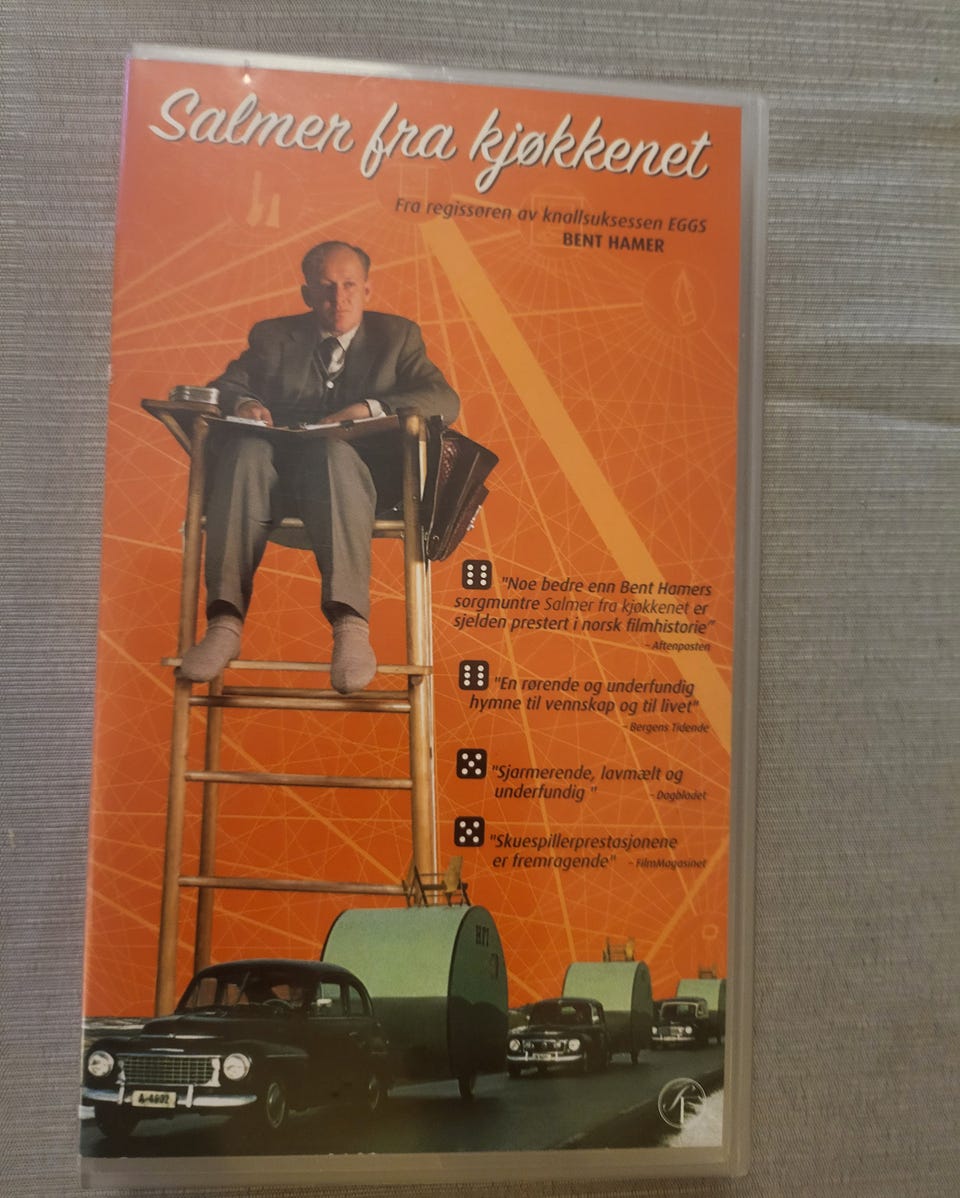 Salmer fra kjøkkenet
Fra regissøren av knallsuksessen EGGS
BENT HAMER
"Noe bedre enn Bent Hamers
sorgmuntre Salmer fra kjøkkenet er
sjelden prestert i norsk filmhistorie"
- Aftenposten
"En rørende og underfundig
hymne til vennskap og til livet"
- Bergens Tidende
"Sjarmerende, lavmælt og
underfundig " - Dagbladet
"Skuespillerprestasjonene
er fremragende" - FilmMagasinet
HFI